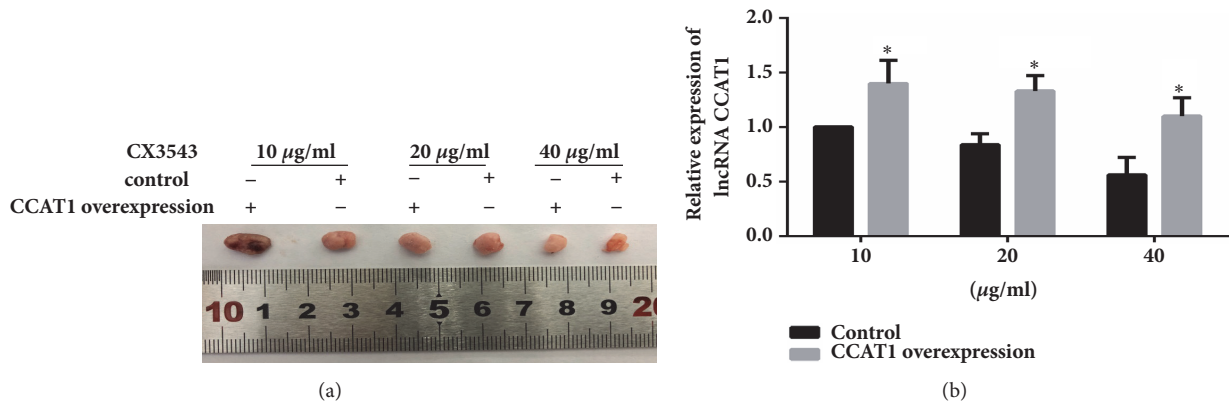 CX3543 10 µg/ml 20 µg/ml 40 µg/ml
control – + – + – +
CCAT1 overexpression + – + – + –
10 1 2 3 4 5 6 7 8 9 20
(a)
Relative expression of
lncRNA CCAT1
2.0
1.5
1.0
0.5
0.0
* * *
10 20 40
(µg/ml)
Control
CCAT1 overexpression
(b)